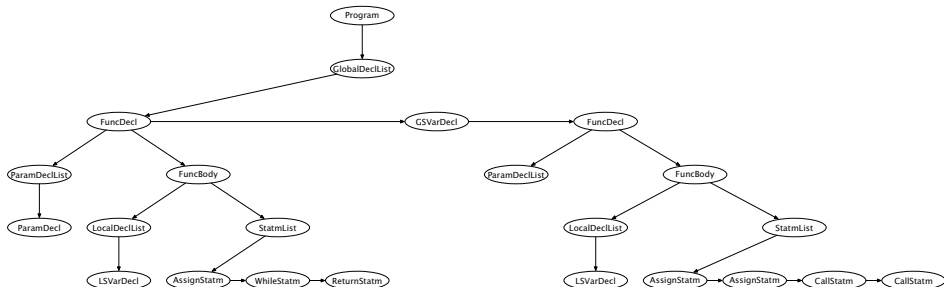 Program
GlobalDeclList
FuncDecl GSVarDecl FuncDecl
ParamDeclList FuncBody ParamDeclList FuncBody
ParamDecl LocalDeclList StatmList LocalDeclList StatmList
LSVarDecl AssignStatm WhileStatm ReturnStatm LSVarDecl AssignStatm AssignStatm CallStatm CallStatm